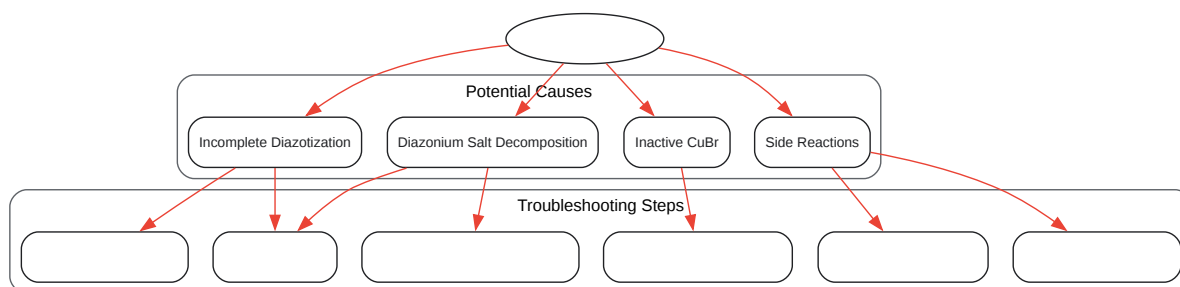 Potential Causes
Incomplete Diazotization
Diazonium Salt Decomposition
Inactive CuBr
Side Reactions
Troubleshooting Steps